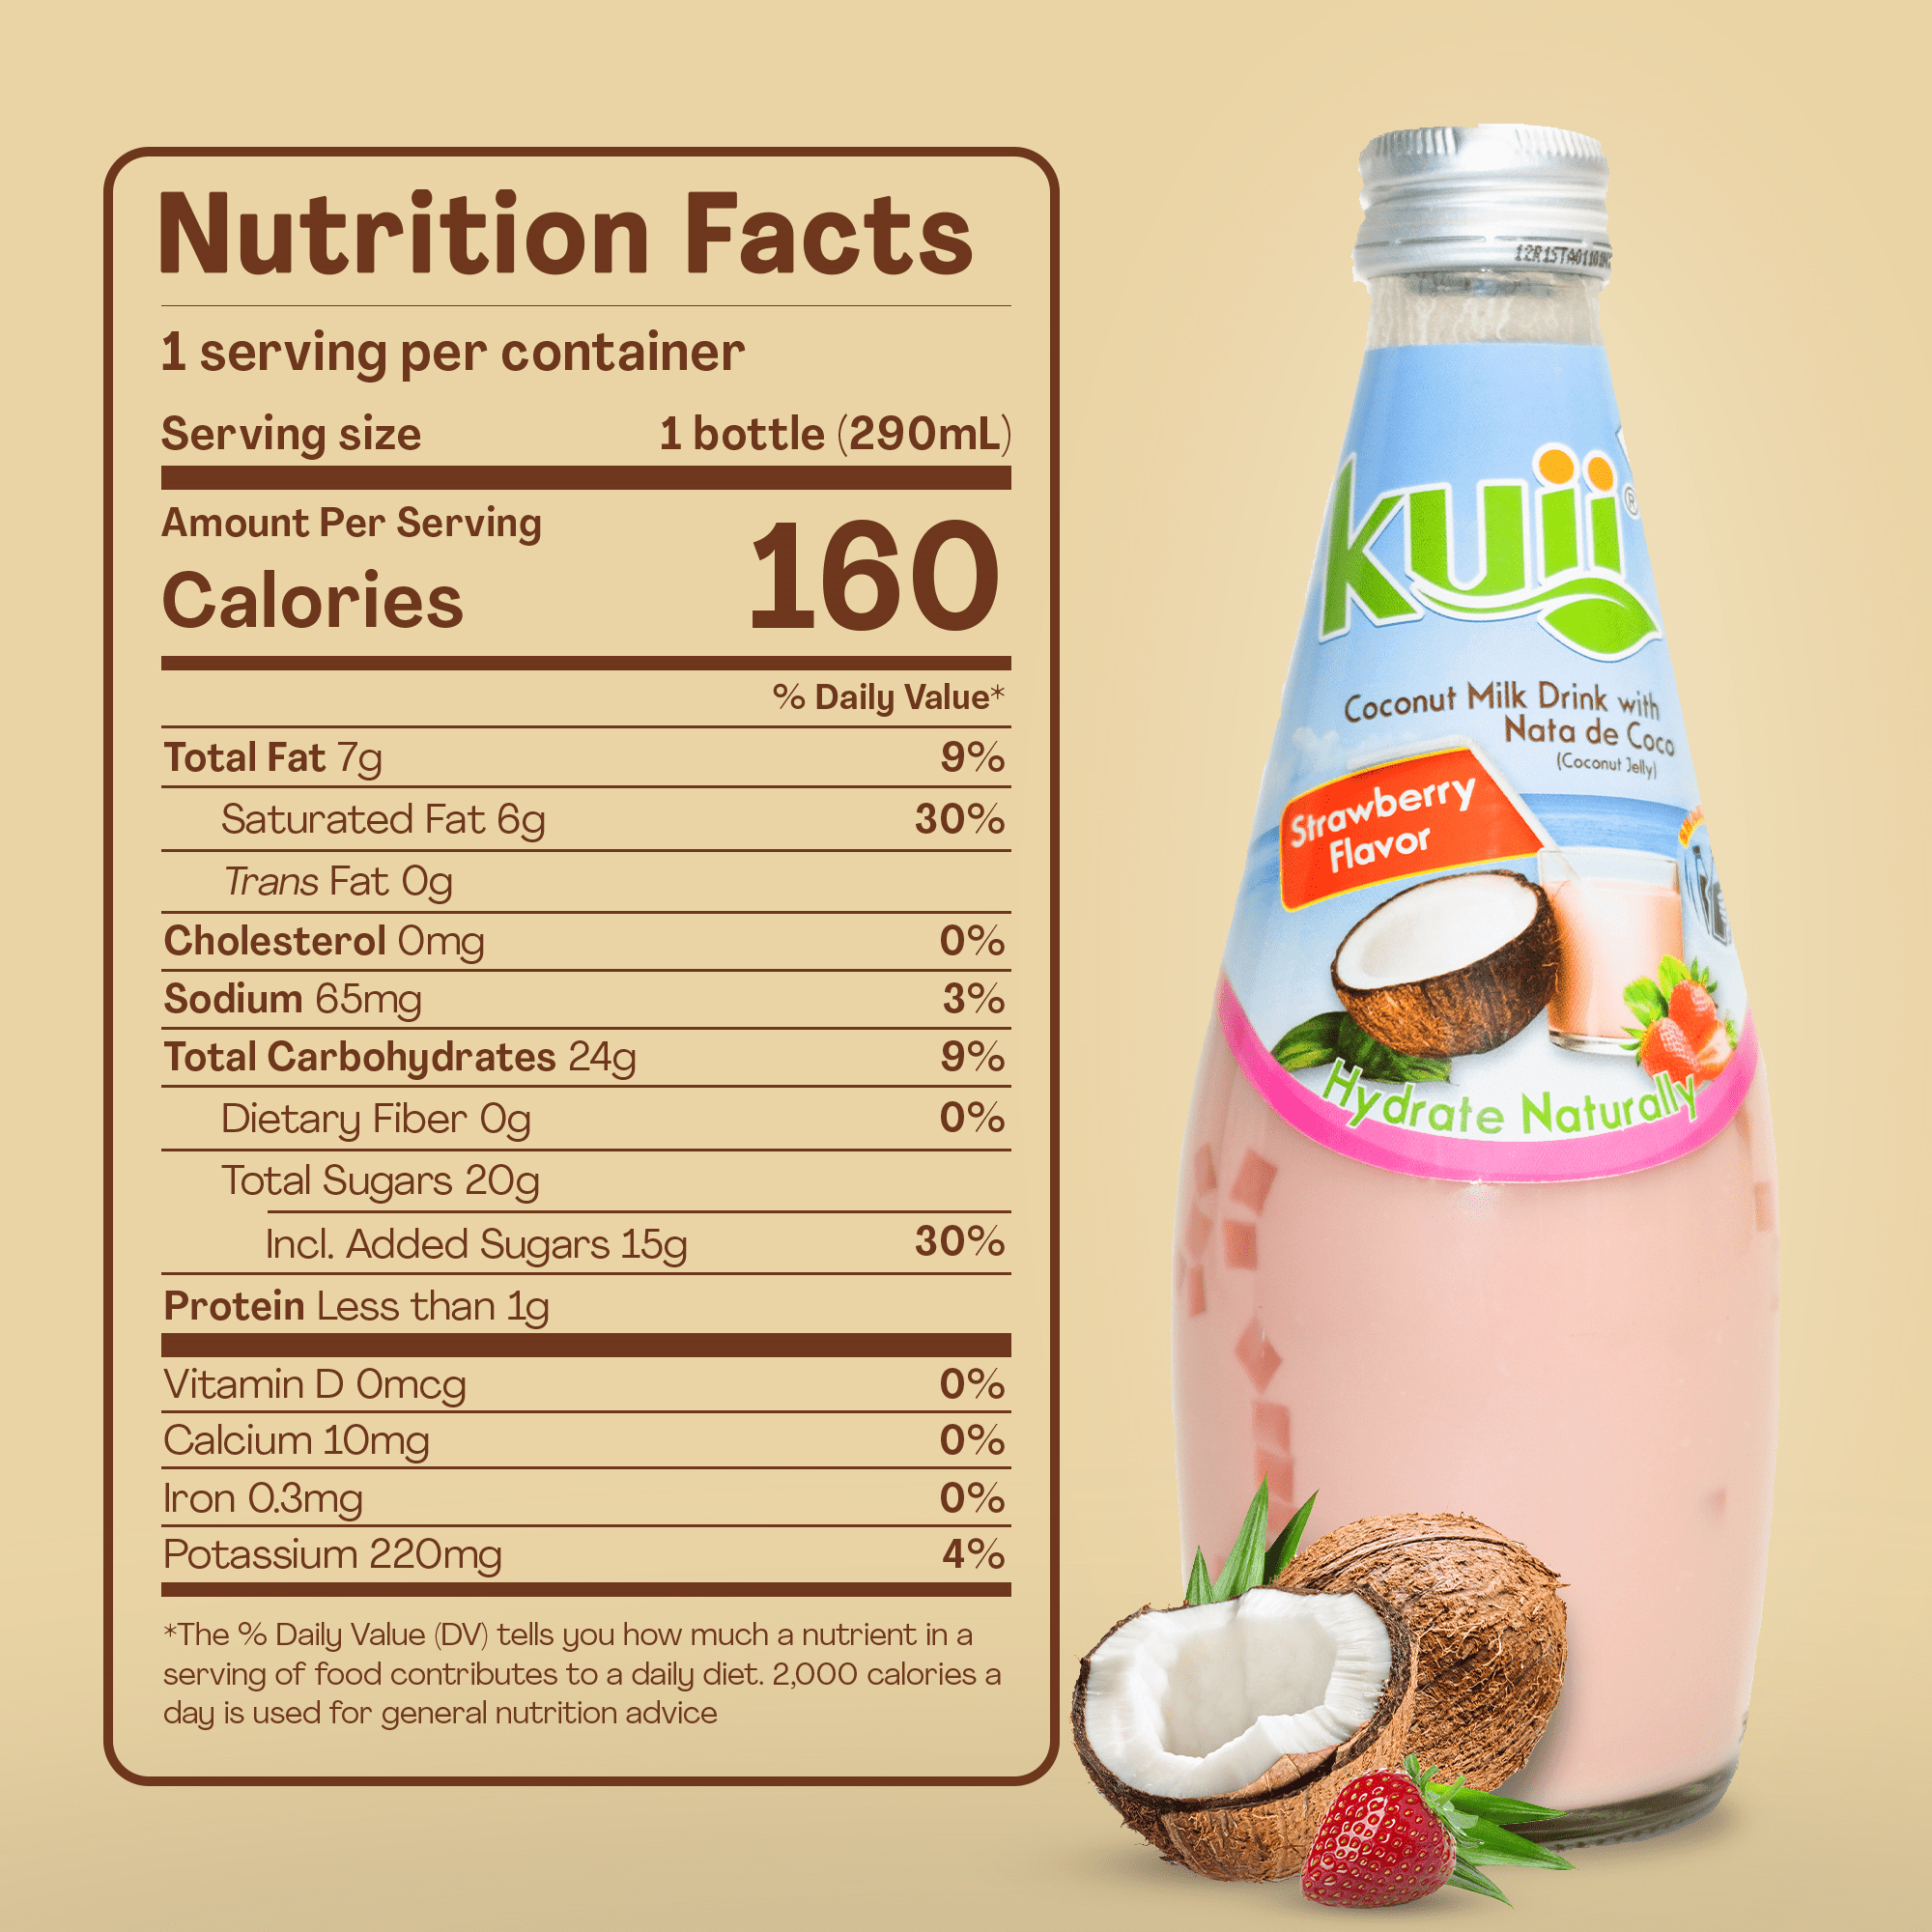 Nutrition Facts
1 serving per container
Serving size 1 bottle (290mL)
Amount Per Serving
Calories 160
% Daily Value*
Total Fat 7g 9%
Saturated Fat 6g 30%
Trans Fat 0g
Cholesterol 0mg 0%
Sodium 65mg 3%
Total Carbohydrates 24g 9%
Dietary Fiber 0g 0%
Total Sugars 20g
Incl. Added Sugars 15g 30%
Protein Less than 1g
Vitamin D 0mcg 0%
Calcium 10mg 0%
Iron 0.3mg 0%
Potassium 220mg 4%
*The % Daily Value (DV) tells you how much a nutrient in a
serving of food contributes to a daily diet. 2,000 calories a
day is used for general nutrition advice
kuii®
Coconut Milk Drink with
Nata de Coco
(Coconut Jelly)
Strawberry
Flavor
Hydrate Naturally